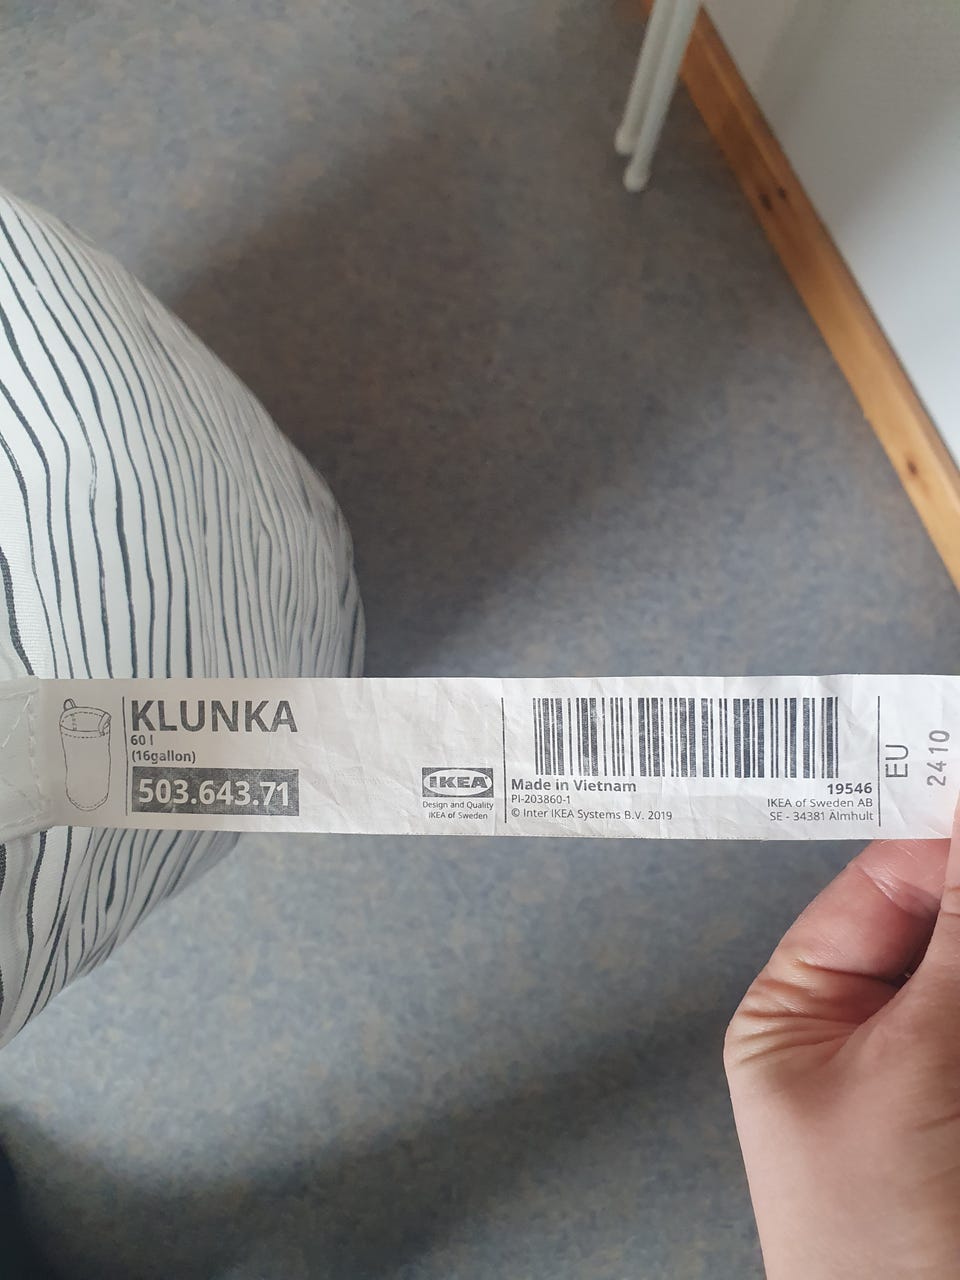 KLUNKA
60 l
(16gallon)
503.643.71
IKEA
Design and Quality
IKEA of Sweden
Made in Vietnam
PI-203860-1
© Inter IKEA Systems B.V. 2019
19546
IKEA of Sweden AB
SE - 34381 Älmhult
EU
2410